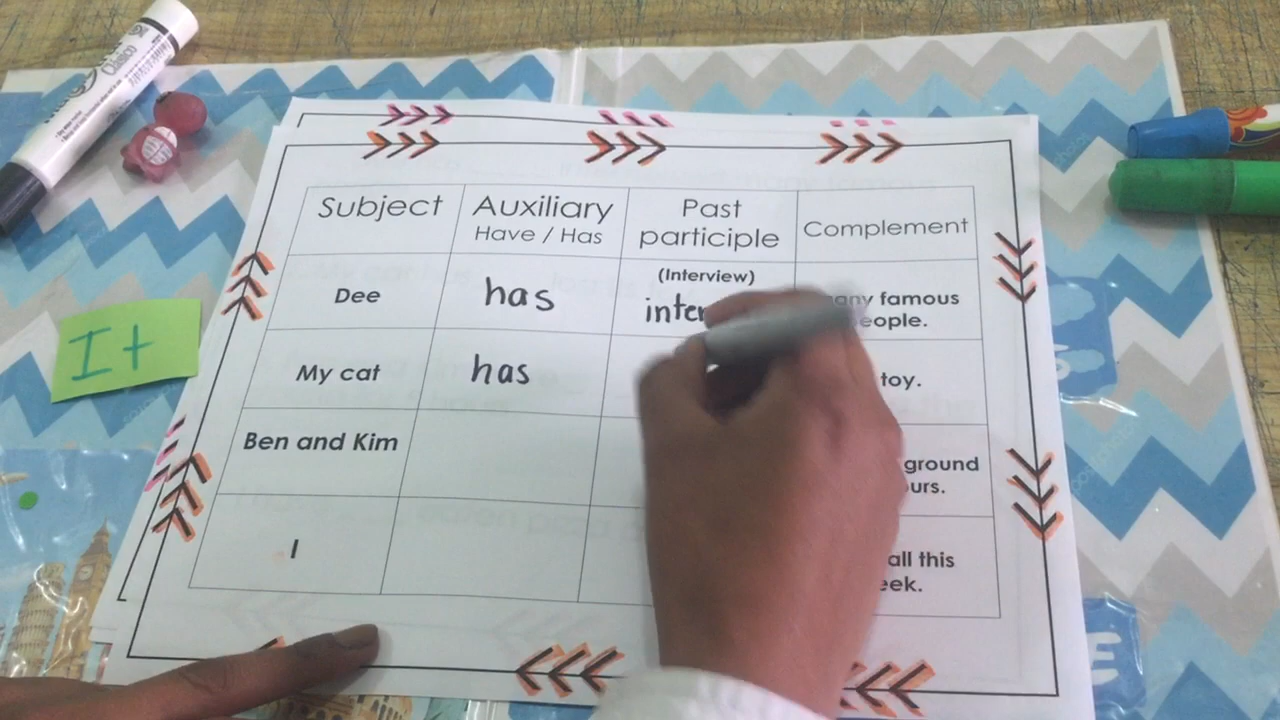 Subject
Auxiliary
Have / Has
Past
participle
Complement
Dee
has
(Interview)
inter
any famous
eople.
My cat
has
toy.
Ben and Kim
ground
urs.
I
all this
eek.
It